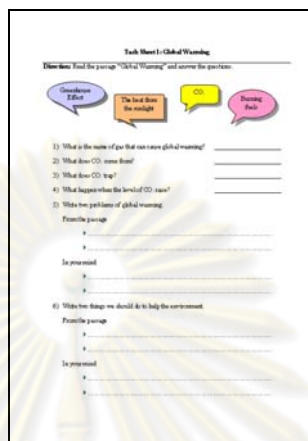 Task Sheet 1: Global Warming
Direction: Read the passage "Global Warming" and answer the questions.
Greenhouse
Effect
The heat from
the sunlight
CO₂
Burning
fuels
1) What is the name of gas that can cause global warming?
2) What does CO₂ come from?
3) What does CO₂ trap?
4) What happen when the level of CO₂ raise?
5) Write two problems of global warming.
From the passage
In your mind
6) Write two things we should do to help the environment.
From the passage
In your mind